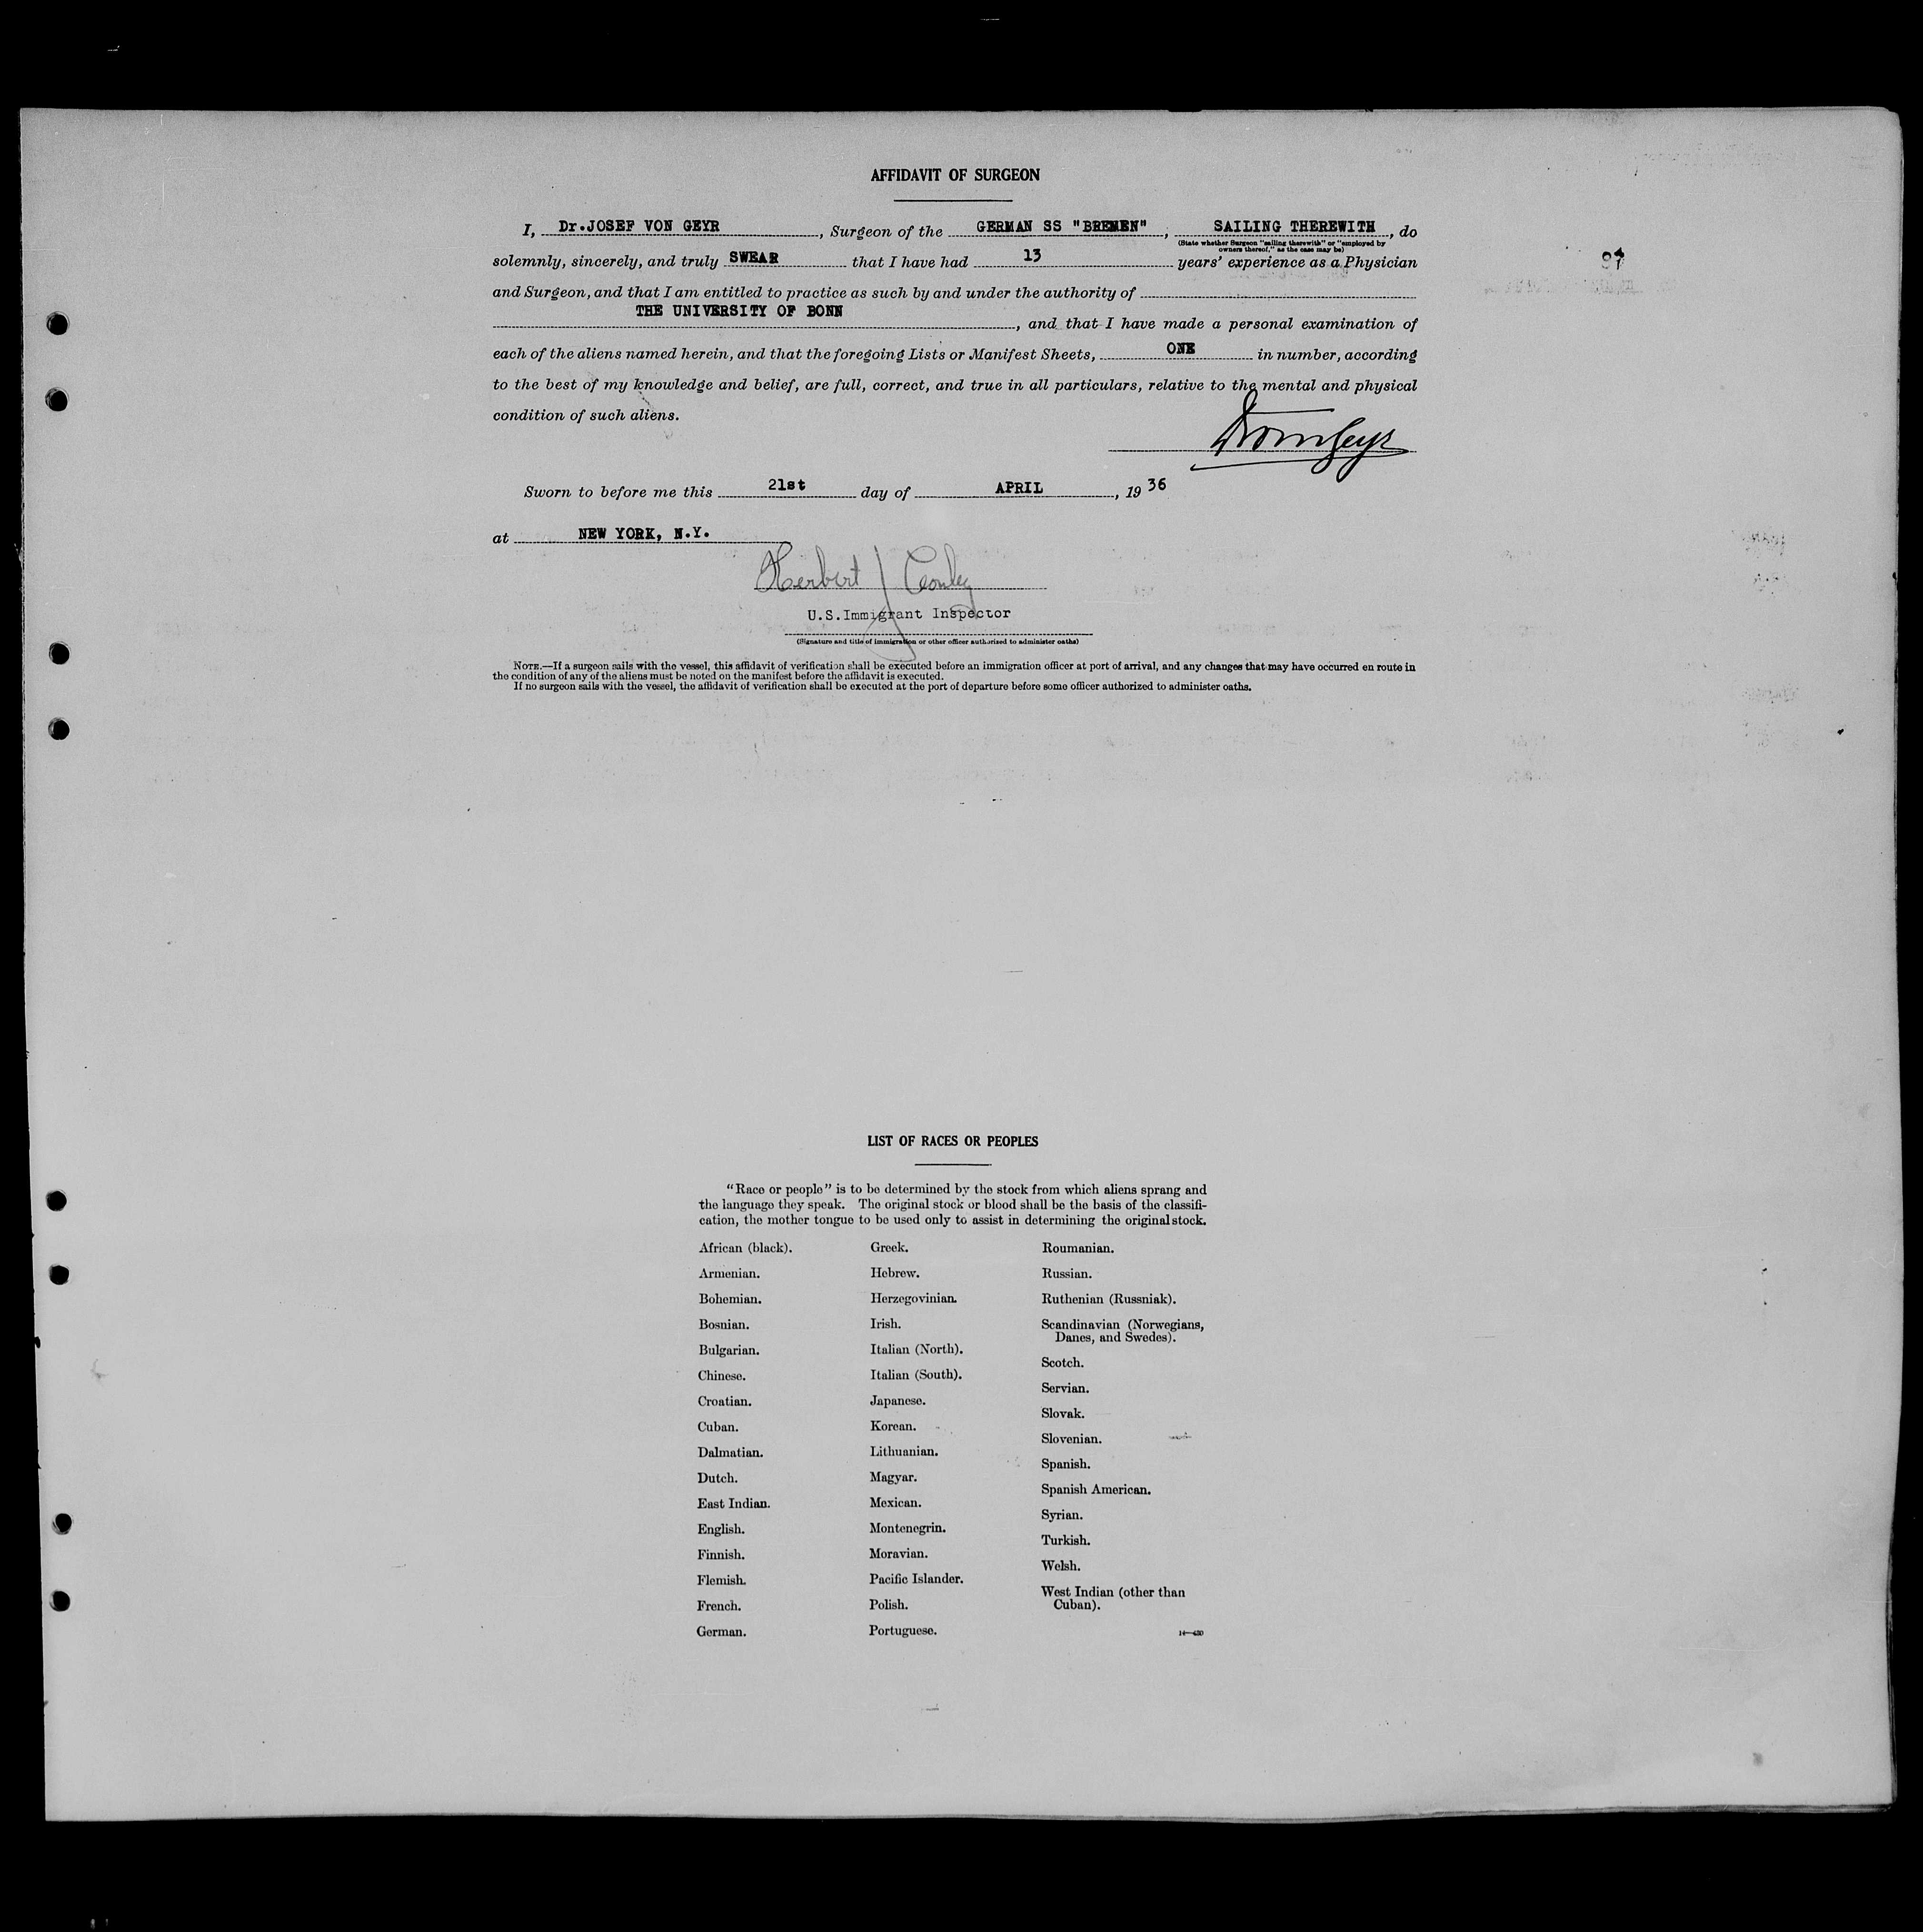 AFFIDAVIT OF SURGEON
I, Dr.JOSEF VON GEYR, Surgeon of the GERMAN SS "BREMEN", SAILING THEREWITH, do
(State whether Surgeon "sailing therewith" or "employed by
owners thereof," as the case may be)
solemnly, sincerely, and truly SWEAR that I have had 13 years' experience as a Physician
and Surgeon, and that I am entitled to practice as such by and under the authority of
THE UNIVERSITY OF BONN, and that I have made a personal examination of
each of the aliens named herein, and that the foregoing Lists or Manifest Sheets, ONE in number, according
to the best of my knowledge and belief, are full, correct, and true in all particulars, relative to the mental and physical
condition of such aliens.
Sworn to before me this 21st day of APRIL, 1936
at NEW YORK, N.Y.
Herbert J Conley
U.S.Immigrant Inspector
(Signature and title of immigration or other officer authorized to administer oaths)
NOTE.—If a surgeon sails with the vessel, this affidavit of verification shall be executed before an immigration officer at port of arrival, and any changes that may have occurred en route in
the condition of any of the aliens must be noted on the manifest before the affidavit is executed.
If no surgeon sails with the vessel, the affidavit of verification shall be executed at the port of departure before some officer authorized to administer oaths.
LIST OF RACES OR PEOPLES
"Race or people" is to be determined by the stock from which aliens sprang and
the language they speak. The original stock or blood shall be the basis of the classifi-
cation, the mother tongue to be used only to assist in determining the original stock.
African (black).
Armenian.
Bohemian.
Bosnian.
Bulgarian.
Chinese.
Croatian.
Cuban.
Dalmatian.
Dutch.
East Indian.
English.
Finnish.
Flemish.
French.
German.
Greek.
Hebrew.
Herzegovinian.
Irish.
Italian (North).
Italian (South).
Japanese.
Korean.
Lithuanian.
Magyar.
Mexican.
Montenegrin.
Moravian.
Pacific Islander.
Polish.
Portuguese.
Roumanian.
Russian.
Ruthenian (Russniak).
Scandinavian (Norwegians,
Danes, and Swedes).
Scotch.
Servian.
Slovak.
Slovenian.
Spanish.
Spanish American.
Syrian.
Turkish.
Welsh.
West Indian (other than
Cuban).